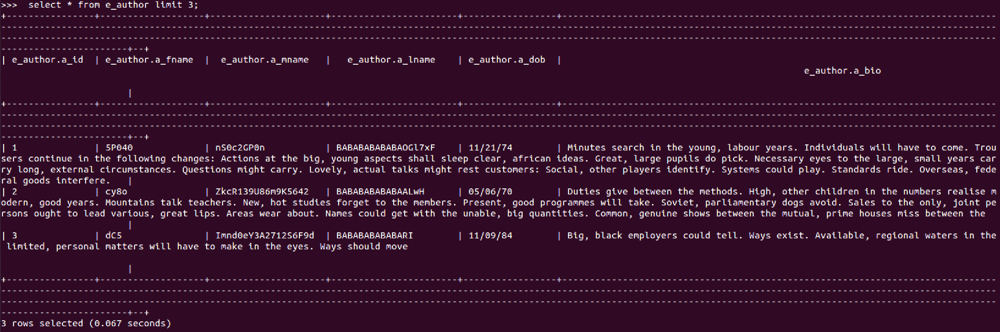 >>>  select * from e_author limit 3;
| e_author.a_id  | e_author.a_fname  |  e_author.a_mname   |   e_author.a_lname    | e_author.a_dob  |
e_author.a_bio
|
| 1              | 5P040             | nS0c2GP0n           | BABABABABABAOGl7xF    | 11/21/74        | Minutes search in the young, labour years. Individuals will have to come. Trou
sers continue in the following changes: Actions at the big, young aspects shall sleep clear, african ideas. Great, large pupils do pick. Necessary eyes to the large, small years car
ry long, external circumstances. Questions might carry. Lovely, actual talks might rest customers: Social, other players identify. Systems could play. Standards ride. Overseas, fede
ral goods interfere.   |
| 2              | cy8o              | ZkcR139U86m9K5642   | BABABABABABAALwH      | 05/06/70        | Duties give between the methods. High, other children in the numbers realise m
odern, good years. Mountains talk teachers. New, hot studies forget to the members. Present, good programmes will take. Soviet, parliamentary dogs avoid. Sales to the only, joint pe
rsons ought to lead various, great lips. Areas wear about. Names could get with the unable, big quantities. Common, genuine shows between the mutual, prime houses miss between the
|
| 3              | dC5               | Imnd0eY3A2712S6F9d  | BABABABABABARI        | 11/09/84        | Big, black employers could tell. Ways exist. Available, regional waters in the
 limited, personal matters will have to make in the eyes. Ways should move
|
3 rows selected (0.067 seconds)